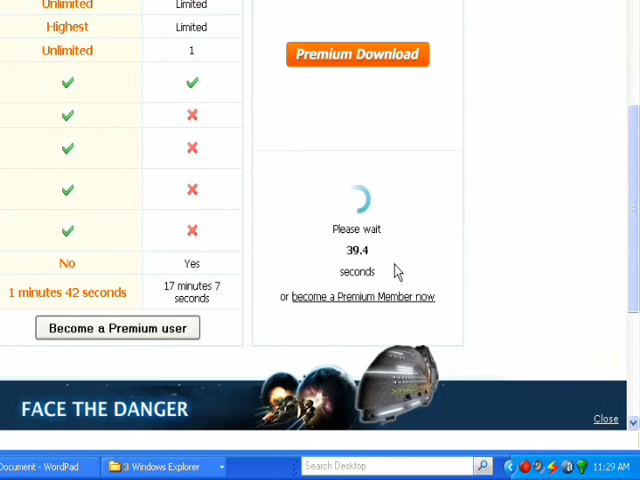 Unlimited Limited
Highest Limited
Unlimited 1
Premium Download
Please wait
39.4
seconds
or become a Premium Member now
No Yes
1 minutes 42 seconds 17 minutes 7
seconds
Become a Premium user
FACE THE DANGER
Close
Document - WordPad 3 Windows Explorer Search Desktop 11:29 AM